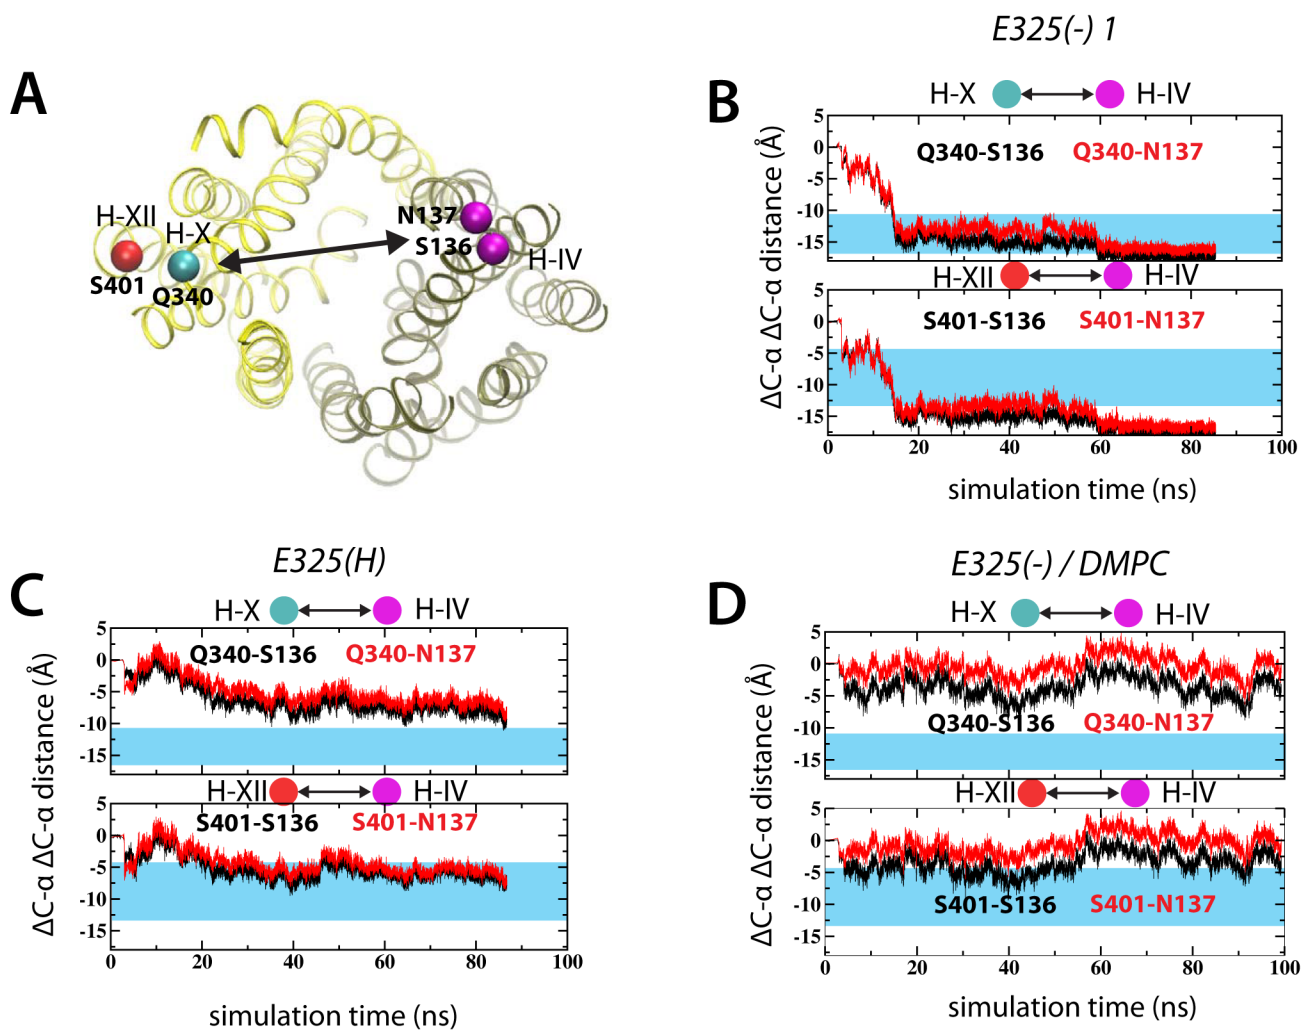 A
H-XII
H-X
S401
Q340
N137
S136
H-IV
E325(-) 1
B
H-X H-IV
Q340-S136 Q340-N137
5
0
-5
-10
-15
H-XII H-IV
S401-S136 S401-N137
5
0
-5
-10
-15
0 20 40 60 80 100
ΔC-α ΔC-α distance (Å)
simulation time (ns)
E325(H)
C
H-X H-IV
Q340-S136 Q340-N137
5
0
-5
-10
-15
H-XII H-IV
S401-S136 S401-N137
5
0
-5
-10
-15
0 20 40 60 80 100
ΔC-α ΔC-α distance (Å)
simulation time (ns)
E325(-) / DMPC
D
H-X H-IV
Q340-S136 Q340-N137
5
0
-5
-10
-15
H-XII H-IV
S401-S136 S401-N137
5
0
-5
-10
-15
0 20 40 60 80 100
ΔC-α ΔC-α distance (Å)
simulation time (ns)